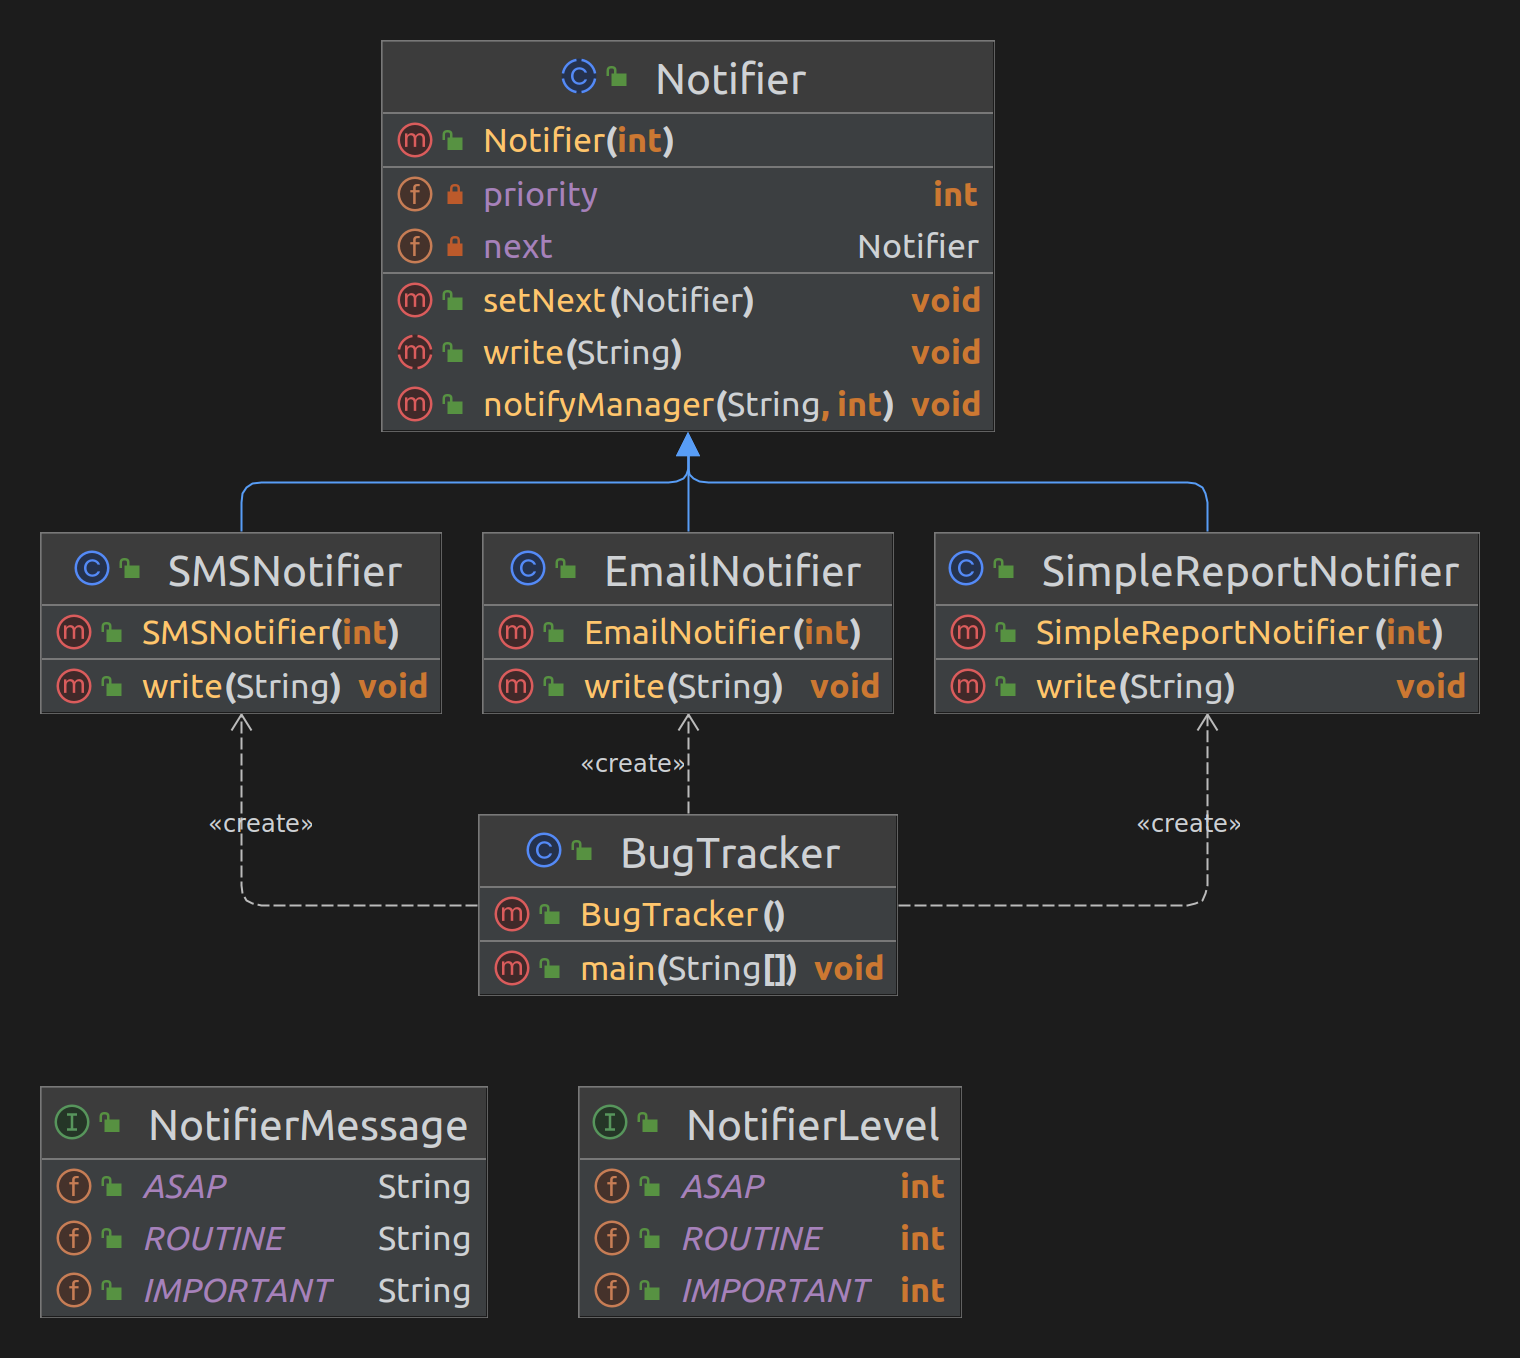 Notifier
Notifier(int)
priority int
next Notifier
setNext(Notifier) void
write(String) void
notifyManager(String, int) void
SMSNotifier
SMSNotifier(int)
write(String) void
EmailNotifier
EmailNotifier(int)
write(String) void
SimpleReportNotifier
SimpleReportNotifier(int)
write(String) void
«create»
«create»
«create»
BugTracker
BugTracker()
main(String[]) void
NotifierMessage
ASAP String
ROUTINE String
IMPORTANT String
NotifierLevel
ASAP int
ROUTINE int
IMPORTANT int